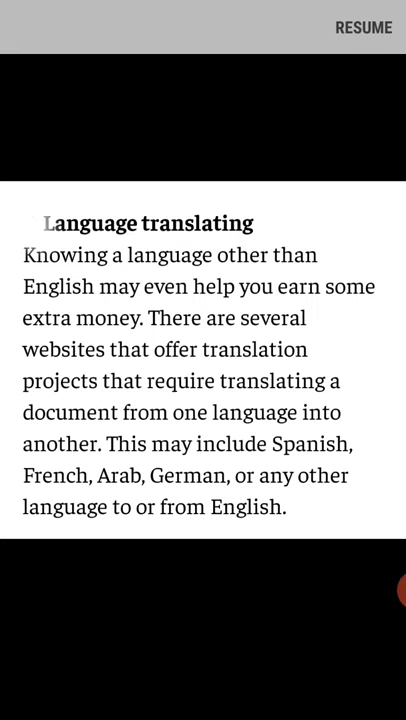 RESUME
Language translating
Knowing a language other than
English may even help you earn some
extra money. There are several
websites that offer translation
projects that require translating a
document from one language into
another. This may include Spanish,
French, Arab, German, or any other
language to or from English.